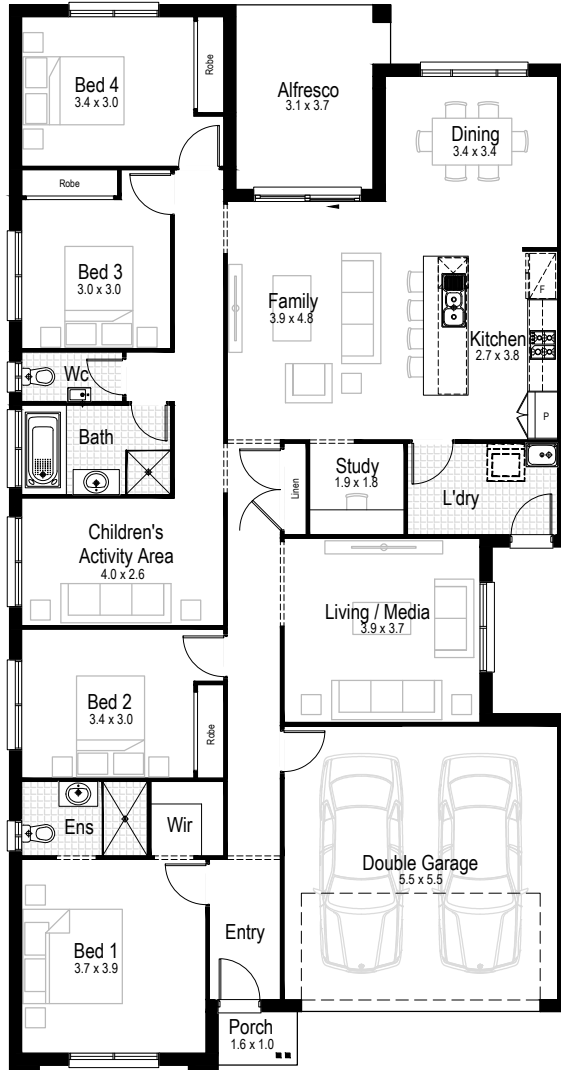 Bed 4
3.4 x 3.0
Robe
Alfresco
3.1 x 3.7
Dining
3.4 x 3.4
Robe
Bed 3
3.0 x 3.0
Family
3.9 x 4.8
F
Kitchen
2.7 x 3.8
P
Wc
Bath
Linen
Study
1.9 x 1.8
L'dry
Children's
Activity Area
4.0 x 2.6
Living / Media
3.9 x 3.7
Bed 2
3.4 x 3.0
Robe
Ens
Wir
Double Garage
5.5 x 5.5
Bed 1
3.7 x 3.9
Entry
Porch
1.6 x 1.0